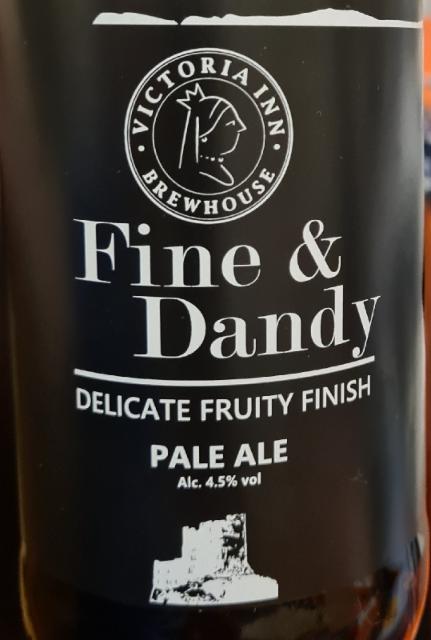 VICTORIA INN
BREWHOUSE
Fine &
Dandy
DELICATE FRUITY FINISH
PALE ALE
Alc. 4.5% vol